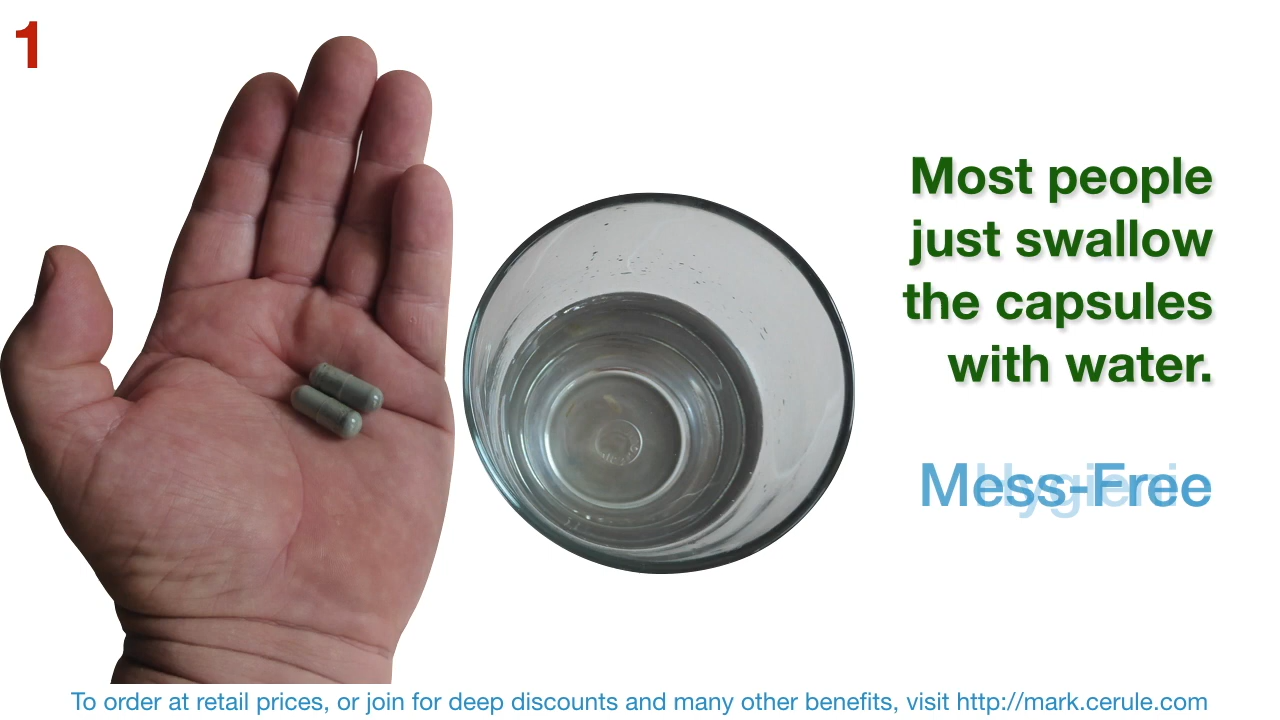 1
Most people
just swallow
the capsules
with water.
Mess-Free
To order at retail prices, or join for deep discounts and many other benefits, visit http://mark.cerule.com